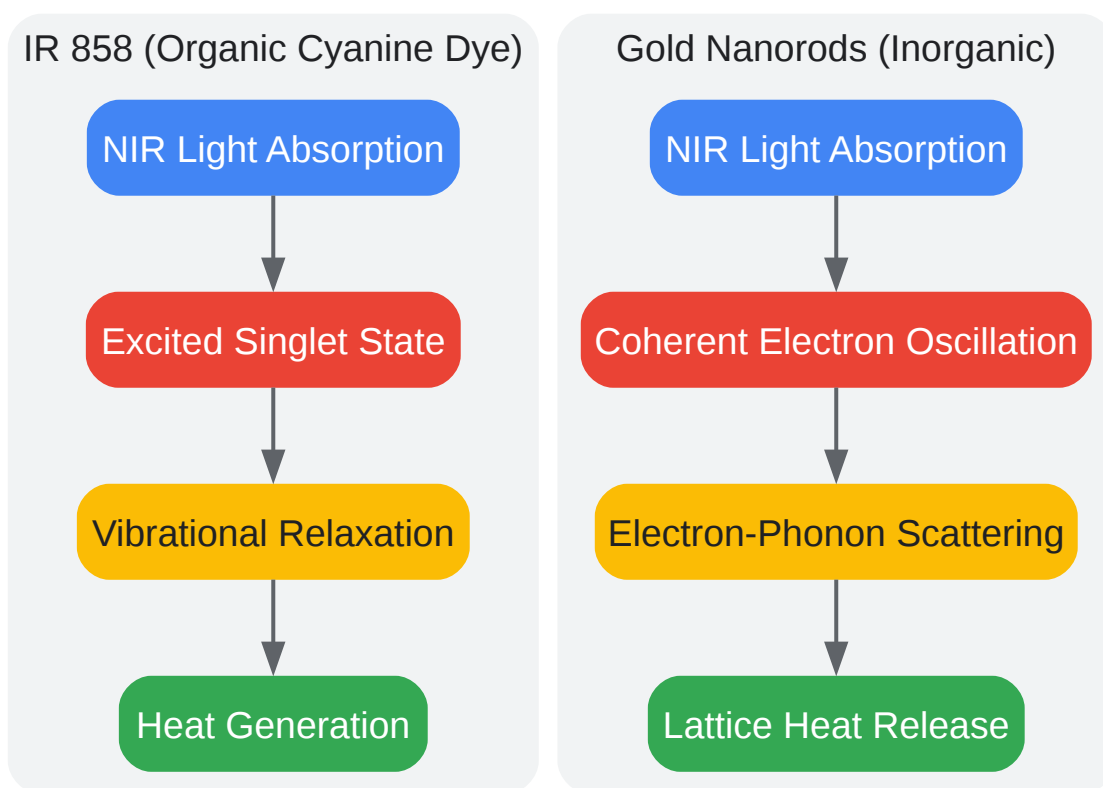 IR 858 (Organic Cyanine Dye)
NIR Light Absorption
Excited Singlet State
Vibrational Relaxation
Heat Generation
Gold Nanorods (Inorganic)
NIR Light Absorption
Coherent Electron Oscillation
Electron-Phonon Scattering
Lattice Heat Release